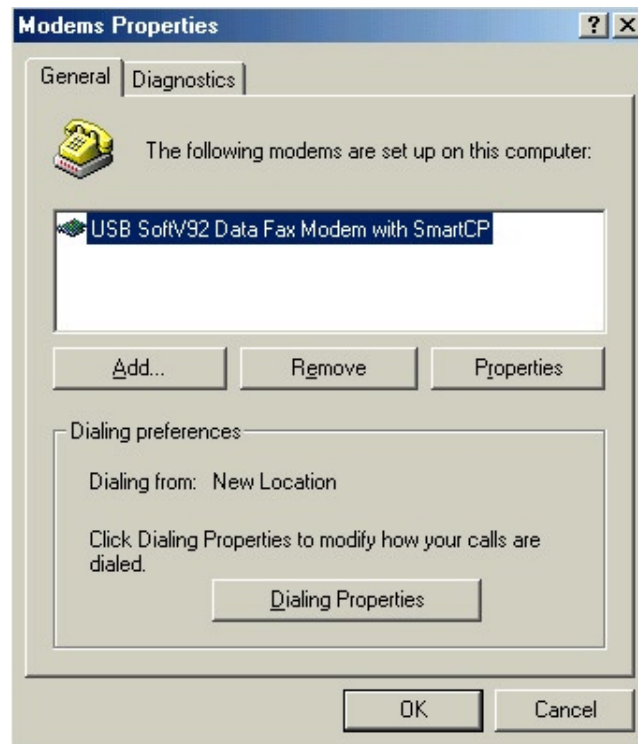 Modems Properties
General
Diagnostics
The following modems are set up on this computer:
USB SoftV92 Data Fax Modem with SmartCP
Add...
Remove
Properties
Dialing preferences
Dialing from: New Location
Click Dialing Properties to modify how your calls are
dialed.
Dialing Properties
OK
Cancel